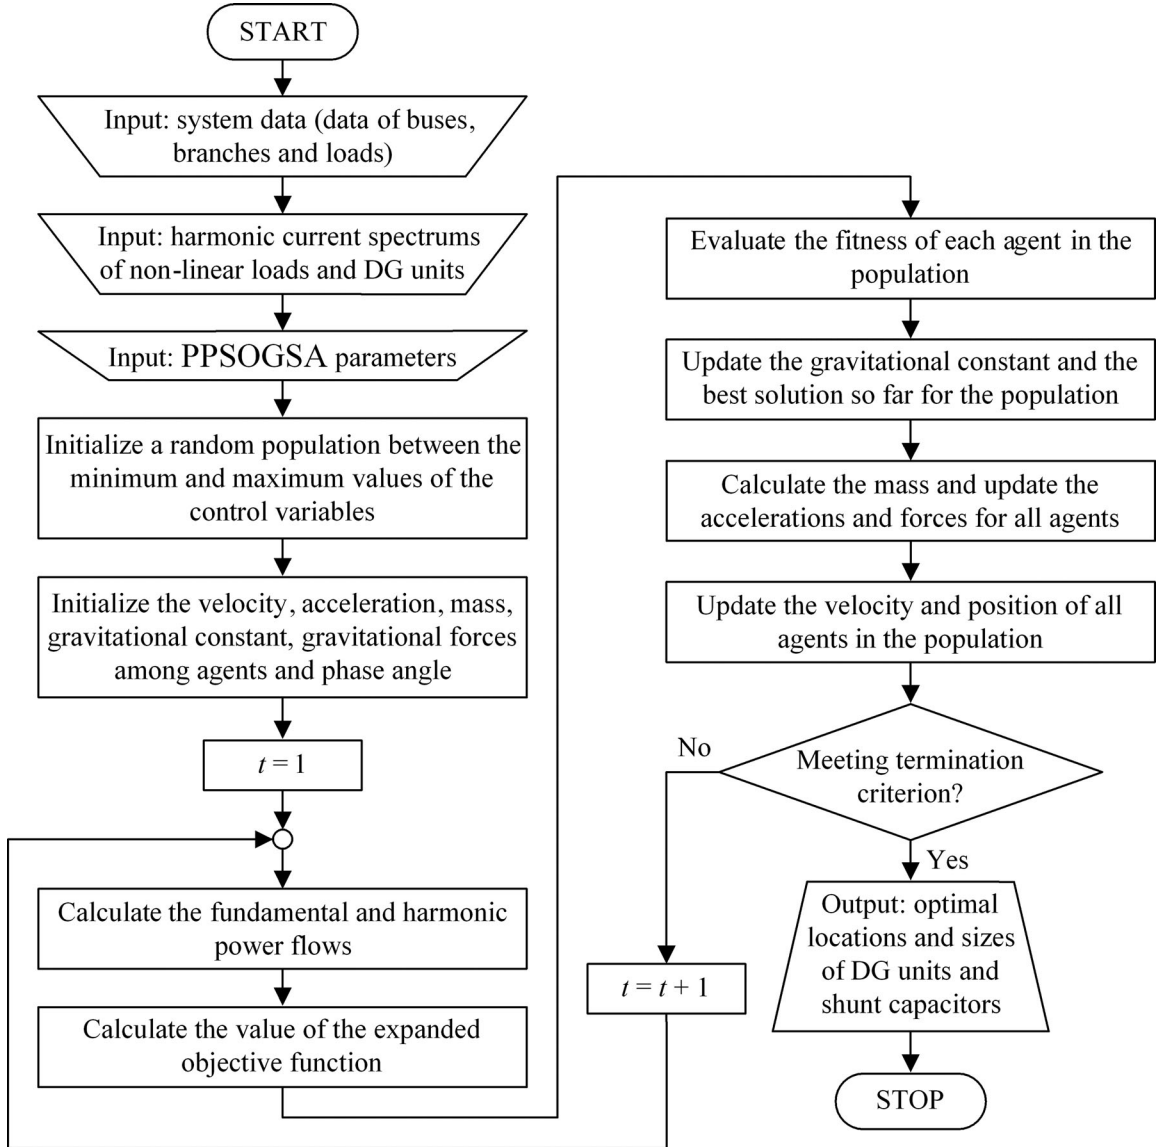 START
Input: system data (data of buses,
branches and loads)
Input: harmonic current spectrums
of non-linear loads and DG units
Input: PPSOGSA parameters
Initialize a random population between the
minimum and maximum values of the
control variables
Initialize the velocity, acceleration, mass,
gravitational constant, gravitational forces
among agents and phase angle
t = 1
Calculate the fundamental and harmonic
power flows
Calculate the value of the expanded
objective function
Evaluate the fitness of each agent in the
population
Update the gravitational constant and the
best solution so far for the population
Calculate the mass and update the
accelerations and forces for all agents
Update the velocity and position of all
agents in the population
Meeting termination
criterion?
No
t = t + 1
Yes
Output: optimal
locations and sizes
of DG units and
shunt capacitors
STOP